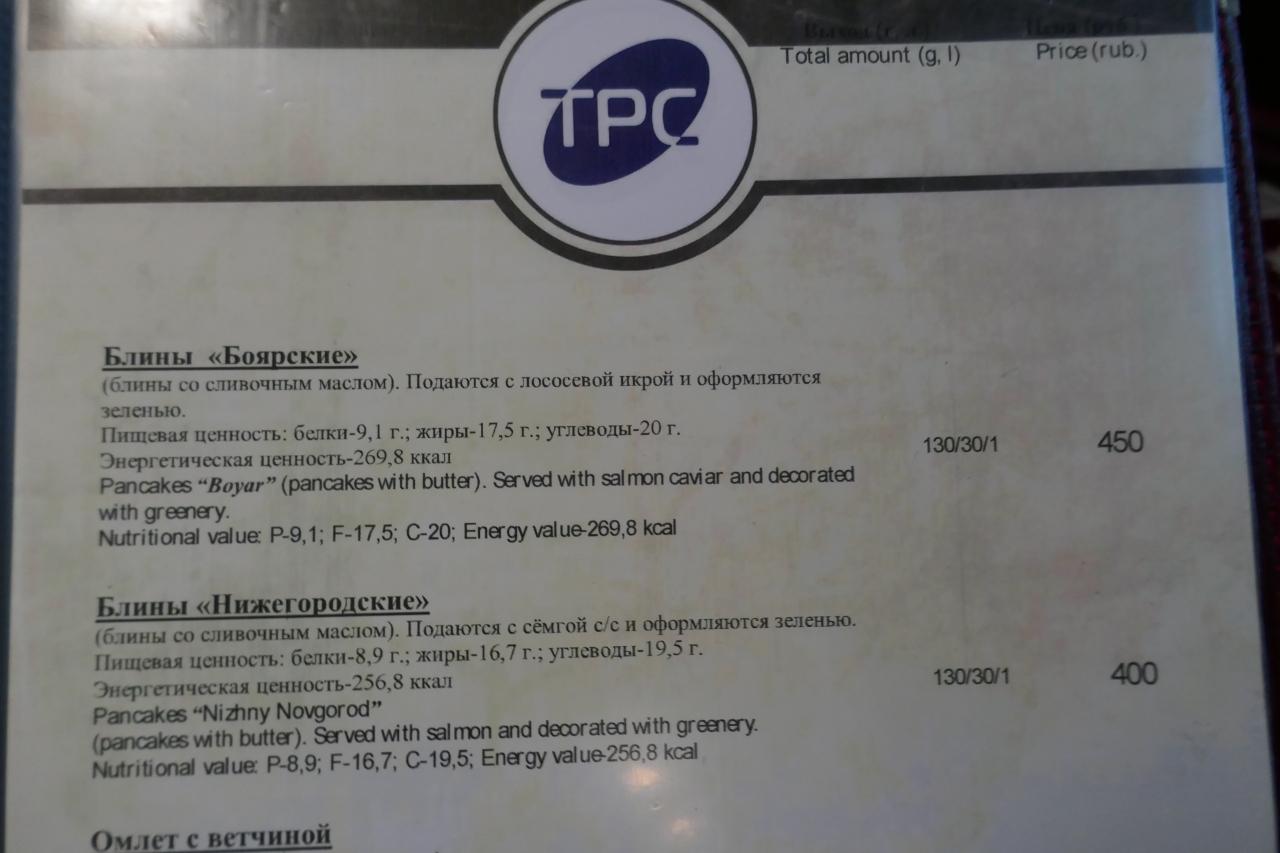 Выход (г, л) Цена (руб.)
Total amount (g, l) Price (rub.)
ТРС
Блины «Боярские»
(блины со сливочным маслом). Подаются с лососевой икрой и оформляются
зеленью.
Пищевая ценность: белки-9,1 г.; жиры-17,5 г.; углеводы-20 г.
Энергетическая ценность-269,8 ккал
130/30/1 450
Pancakes “Boyar” (pancakes with butter). Served with salmon caviar and decorated
with greenery.
Nutritional value: P-9,1; F-17,5; C-20; Energy value-269,8 kcal
Блины «Нижегородские»
(блины со сливочным маслом). Подаются с сёмгой с/с и оформляются зеленью.
Пищевая ценность: белки-8,9 г.; жиры-16,7 г.; углеводы-19,5 г.
Энергетическая ценность-256,8 ккал
130/30/1 400
Pancakes “Nizhny Novgorod”
(pancakes with butter). Served with salmon and decorated with greenery.
Nutritional value: P-8,9; F-16,7; C-19,5; Energy value-256,8 kcal
Омлет с ветчиной